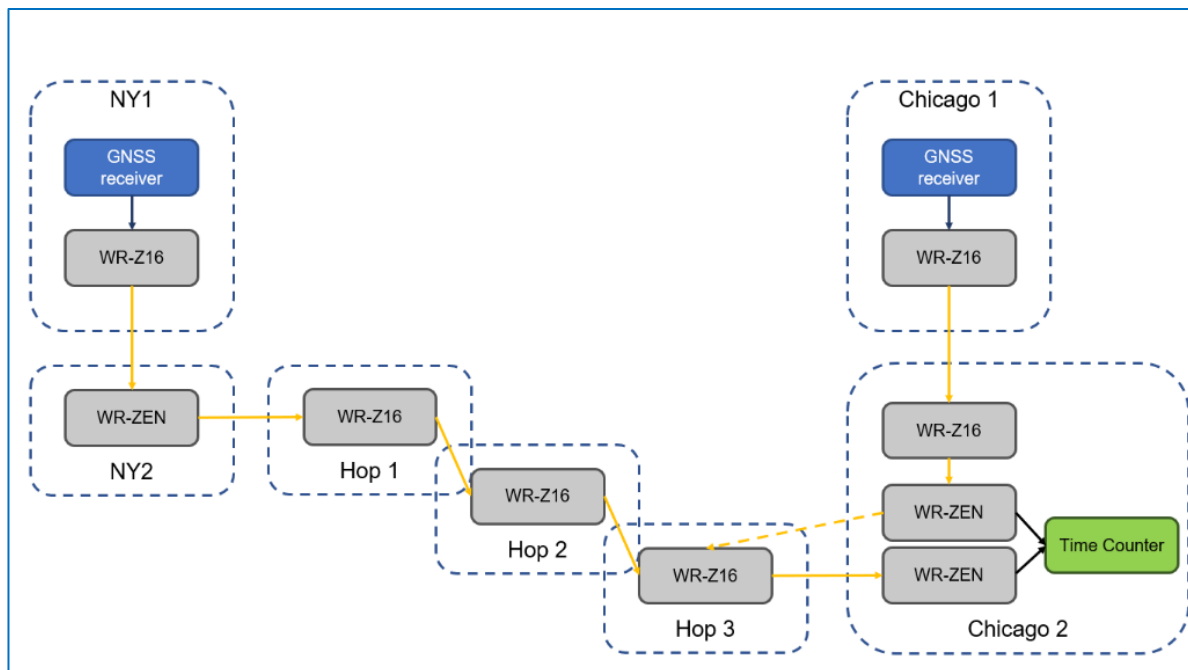 NY1
GNSS
receiver
WR-Z16
Chicago 1
GNSS
receiver
WR-Z16
WR-ZEN
NY2
WR-Z16
Hop 1
WR-Z16
Hop 2
WR-Z16
Hop 3
WR-Z16
WR-ZEN
WR-ZEN
Time Counter
Chicago 2